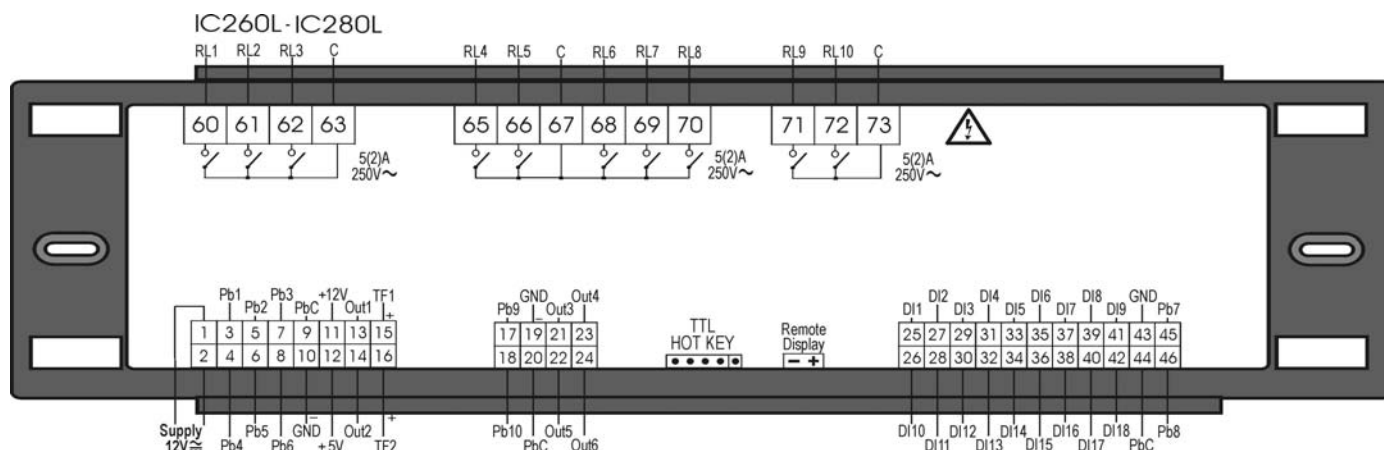 IC260L - IC280L
RL1 RL2 RL3 C RL4 RL5 C RL6 RL7 RL8 RL9 RL10 C
60 61 62 63 65 66 67 68 69 70 71 72 73
5(2)A 5(2)A 5(2)A
250V~ 250V~ 250V~
Pb1 Pb3 +12V TF1 GND Out4 DI2 DI4 DI6 DI8 GND
Pb2 PbC Out1 + Pb9 Out3 DI1 DI3 DI5 DI7 DI9 Pb7
1 3 5 7 9 11 13 15 17 19 21 23 TTL Remote 25 27 29 31 33 35 37 39 41 43 45
HOT KEY Display
2 4 6 8 10 12 14 16 18 20 22 24 - + 26 28 30 32 34 36 38 40 42 44 46
Supply Pb5 GND - Out2 + Pb10 Out5 DI10 DI12 DI14 DI16 DI18 Pb8
12V≂ Pb4 Pb6 +5V TF2 PbC Out6 DI11 DI13 DI15 DI17 PbC